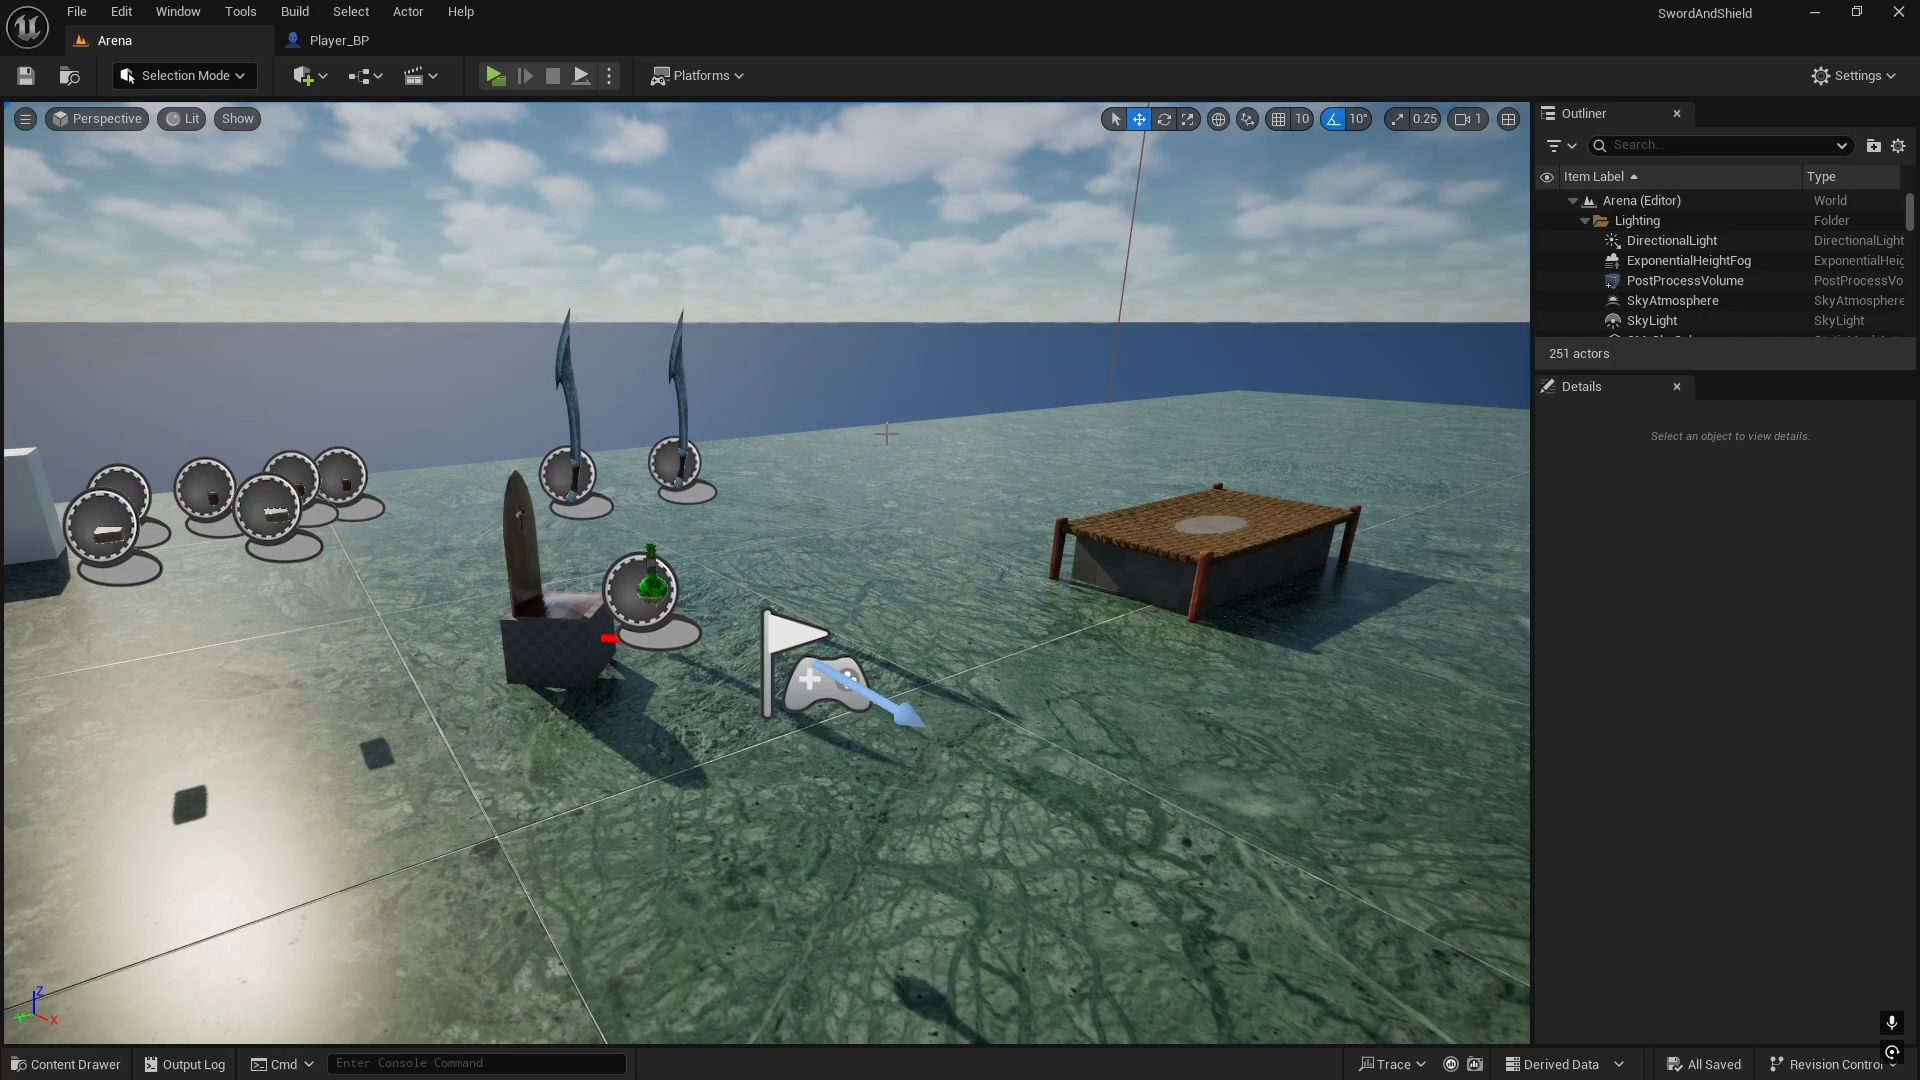 File Edit Window Tools Build Select Actor Help
SwordAndShield
Arena
Player_BP
Selection Mode
Platforms
Settings
Perspective
Lit
Show
10
10°
0.25
1
Outliner
Search...
Item Label
Type
Arena (Editor)
World
Lighting
Folder
DirectionalLight
DirectionalLight
ExponentialHeightFog
ExponentialHeig
PostProcessVolume
PostProcessVo
SkyAtmosphere
SkyAtmosphere
SkyLight
SkyLight
251 actors
Details
Select an object to view details.
Z
X
Content Drawer
Output Log
Cmd
Enter Console Command
Trace
Derived Data
All Saved
Revision Control